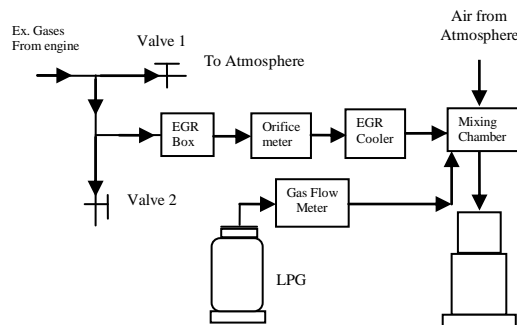 Ex. Gases
From engine
Valve 1
To Atmosphere
Air from
Atmosphere
EGR
Box
Orifice
meter
EGR
Cooler
Mixing
Chamber
Valve 2
Gas Flow
Meter
LPG